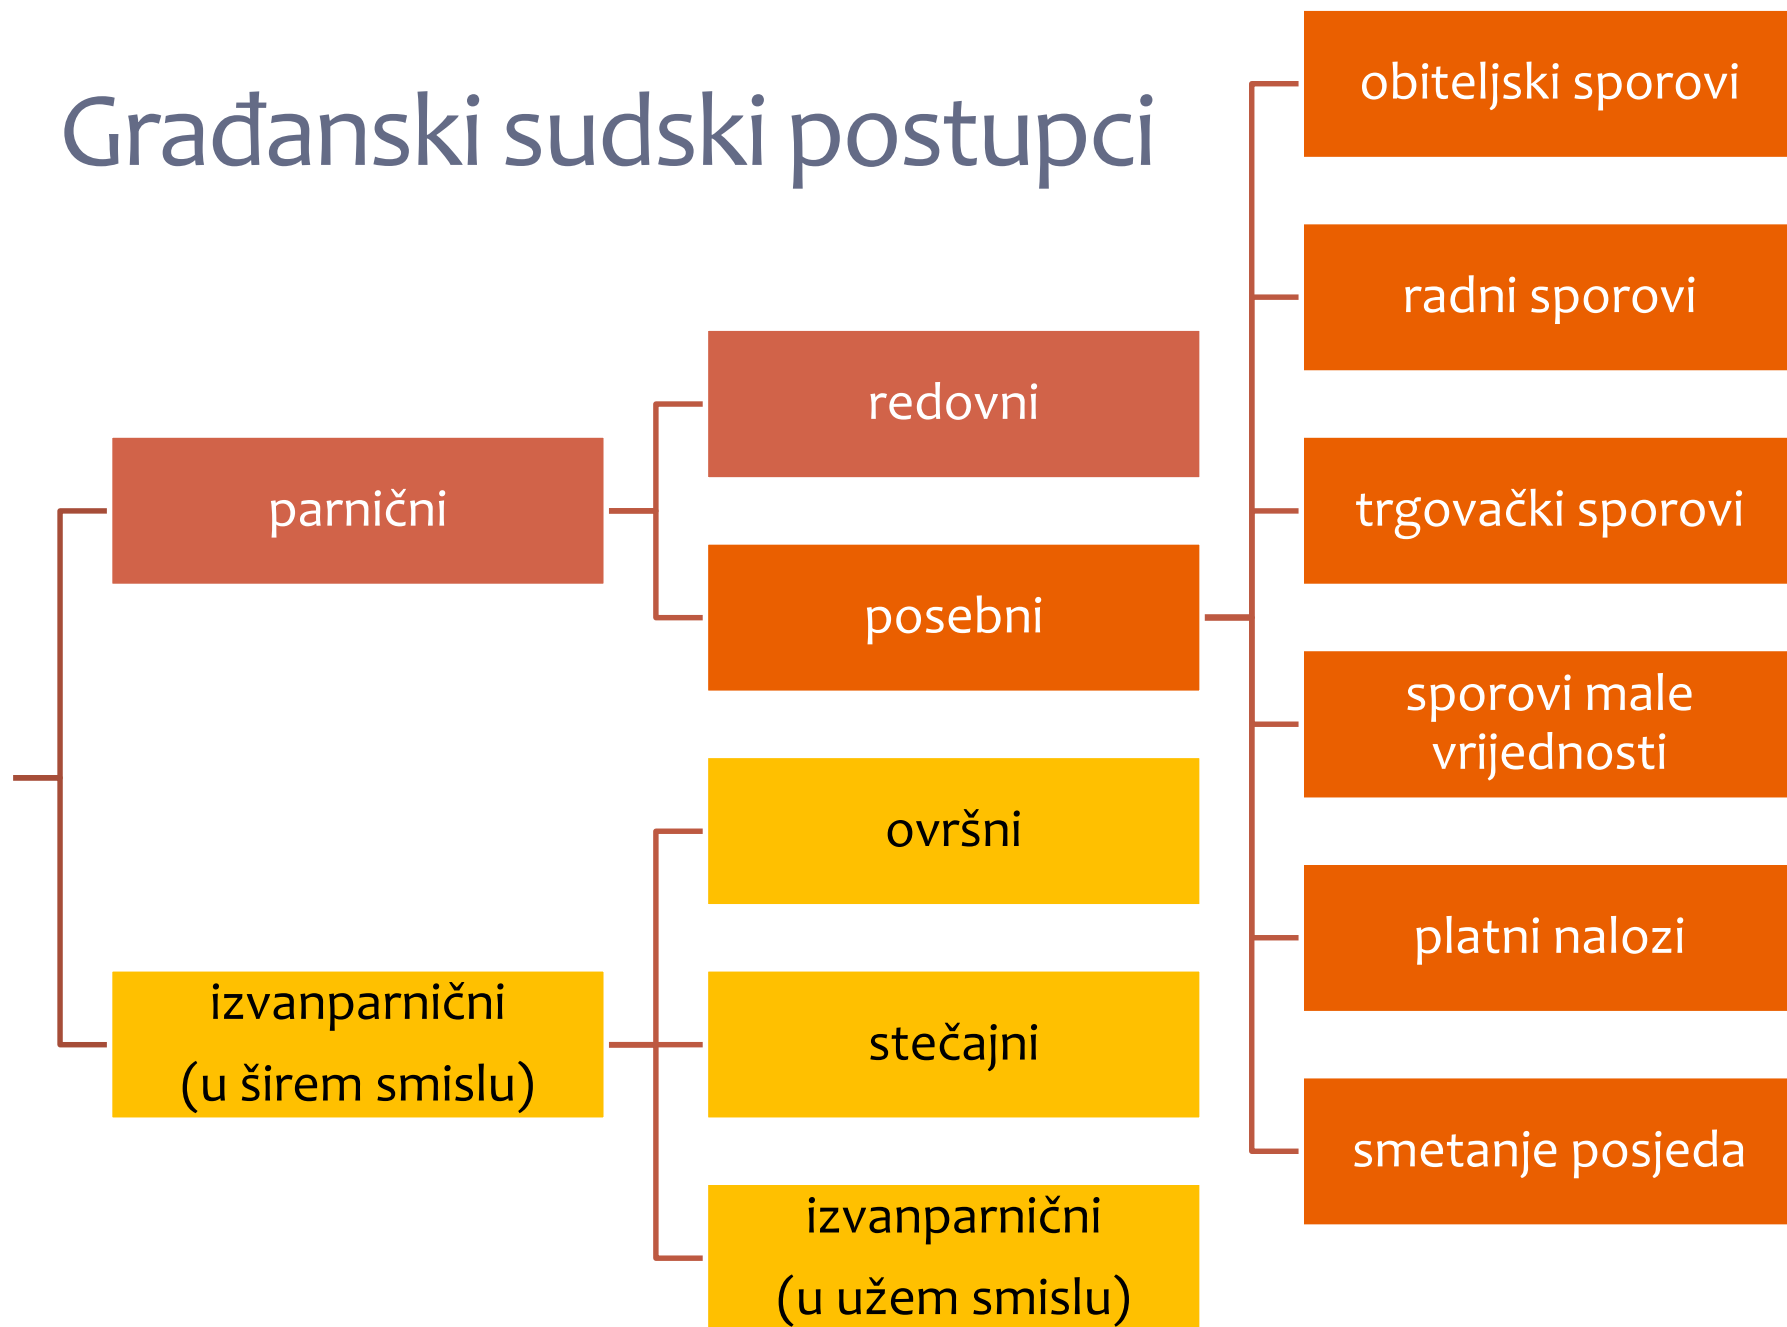 Građanski sudski postupci
parnični
redovni
posebni
obiteljski sporovi
radni sporovi
trgovački sporovi
sporovi male
vrijednosti
platni nalozi
smetanje posjeda
izvanparnični
(u širem smislu)
ovršni
stečajni
izvanparnični
(u užem smislu)